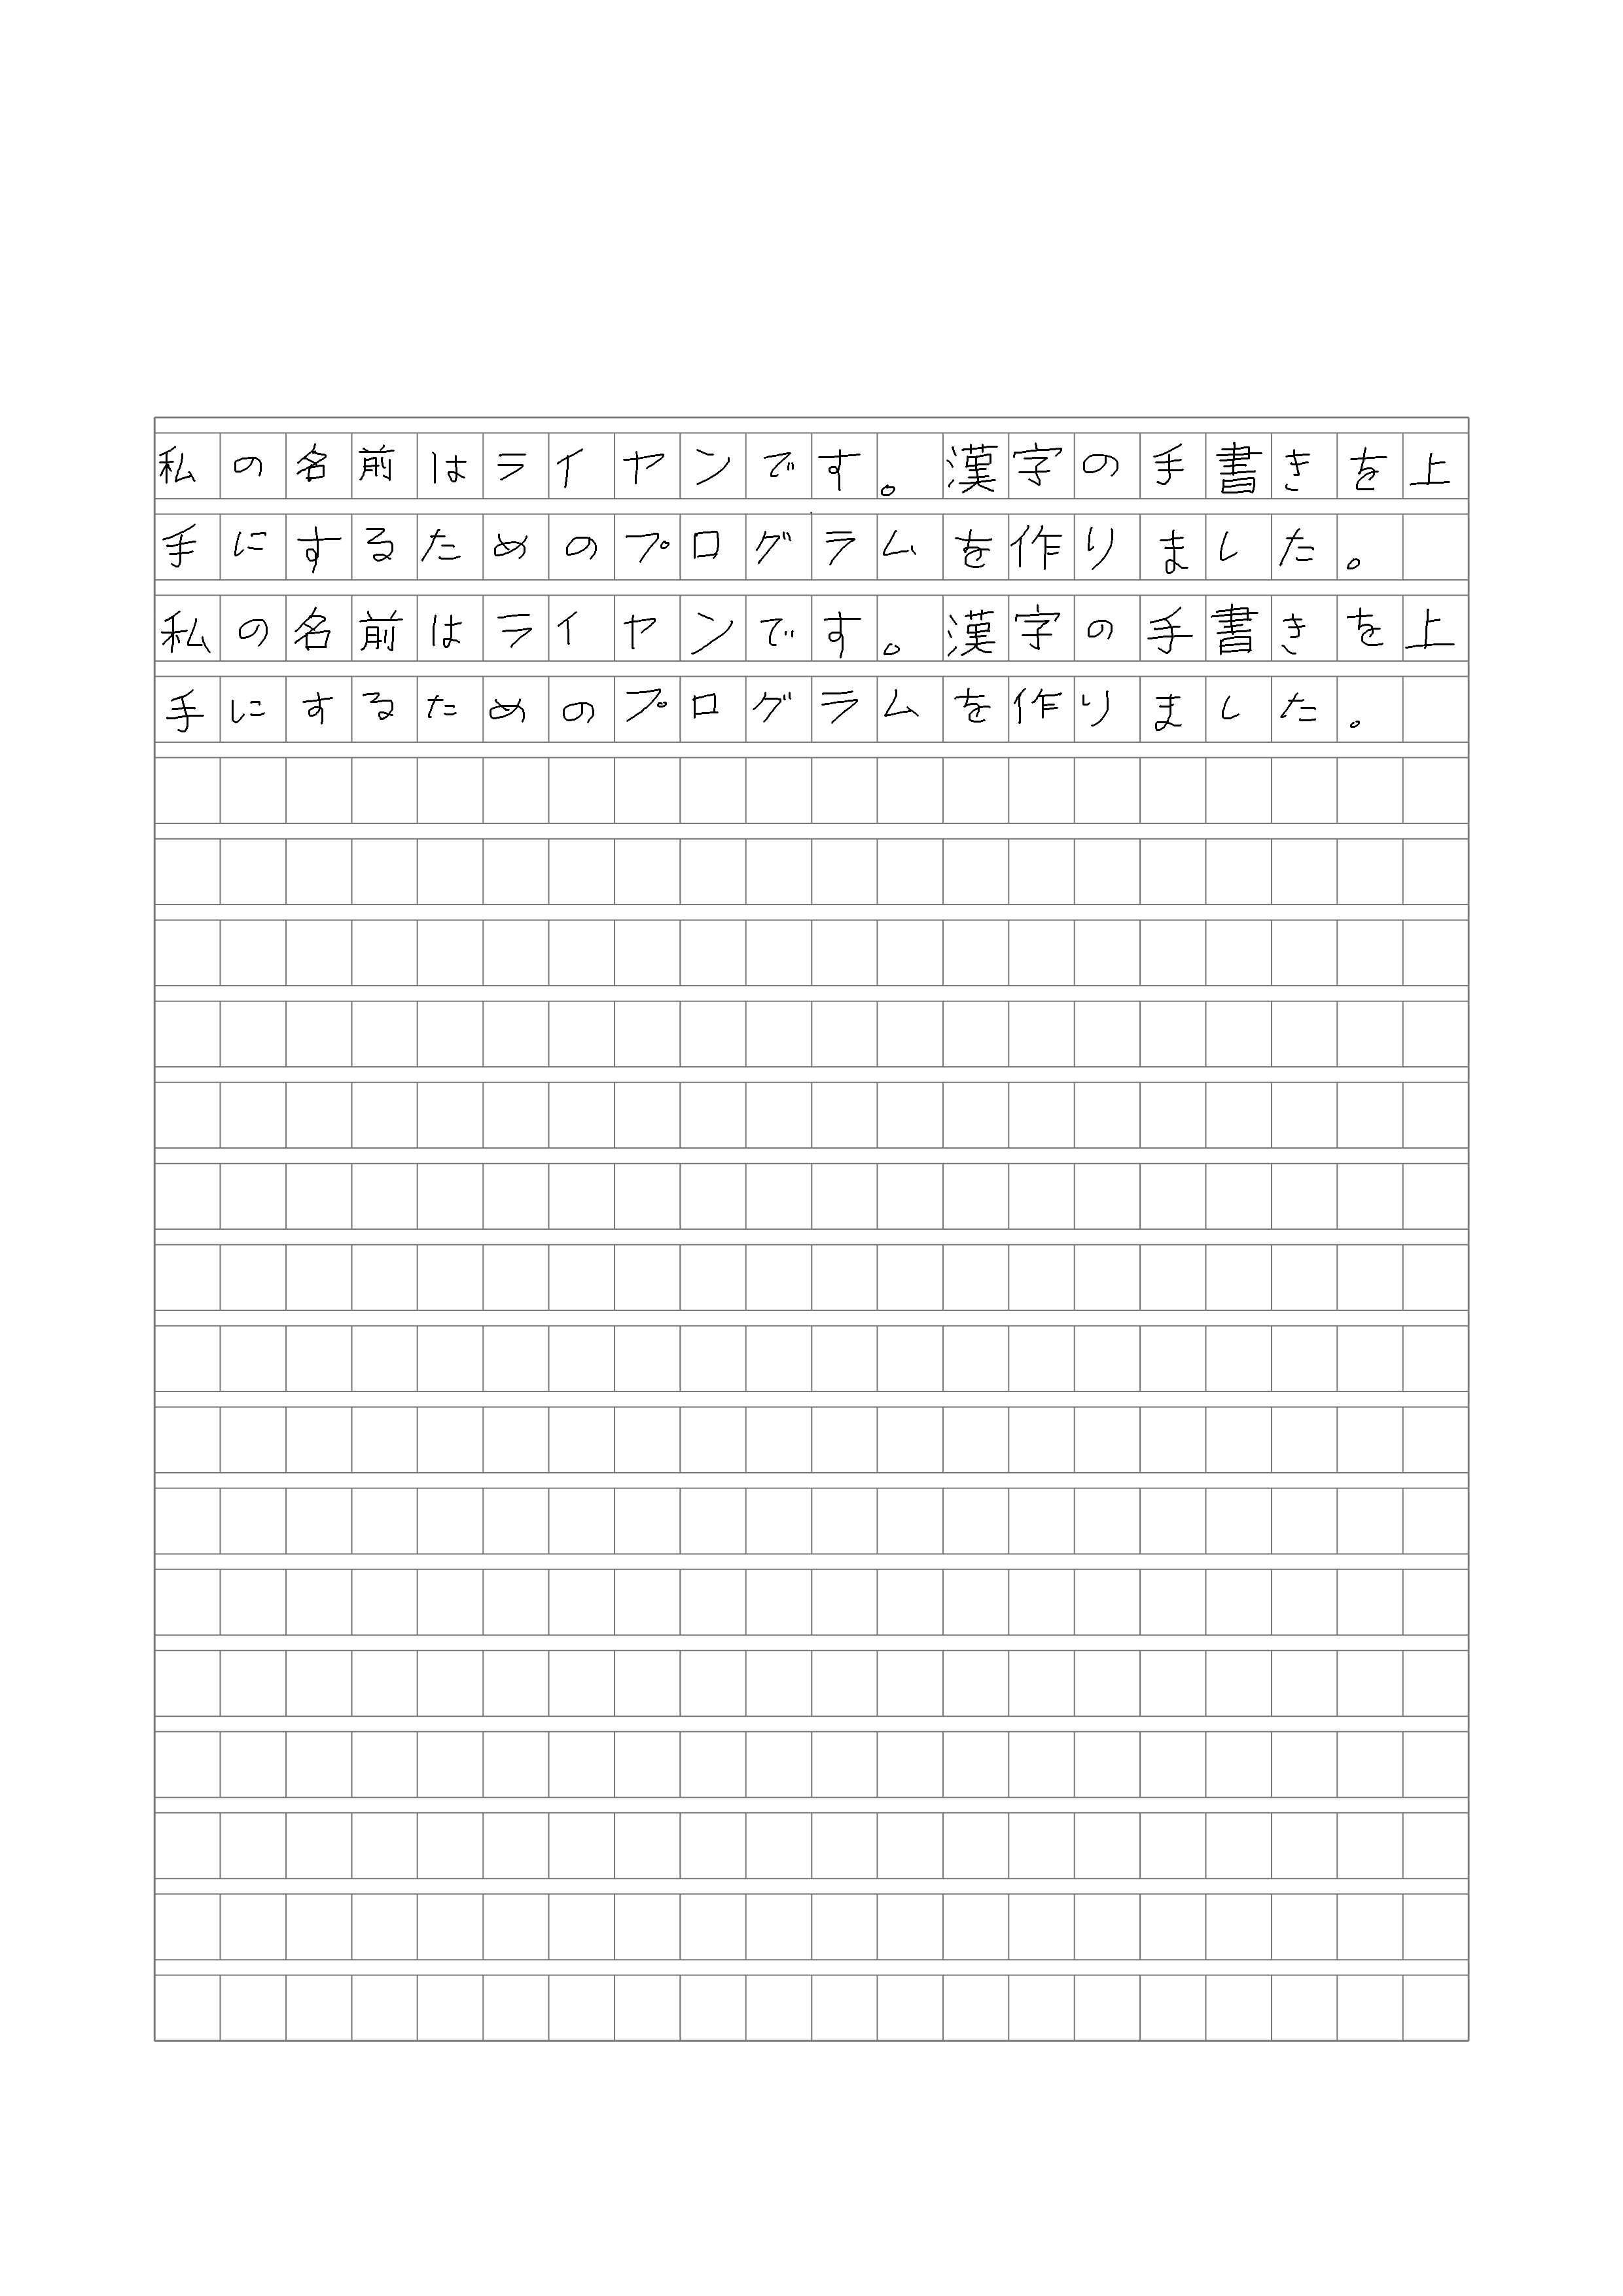 私の名前はライヤンです。漢字の手書きを上
手にするためのプログラムを作りました。
私の名前はライヤンです。漢字の手書きを上
手にするためのプログラムを作りました。